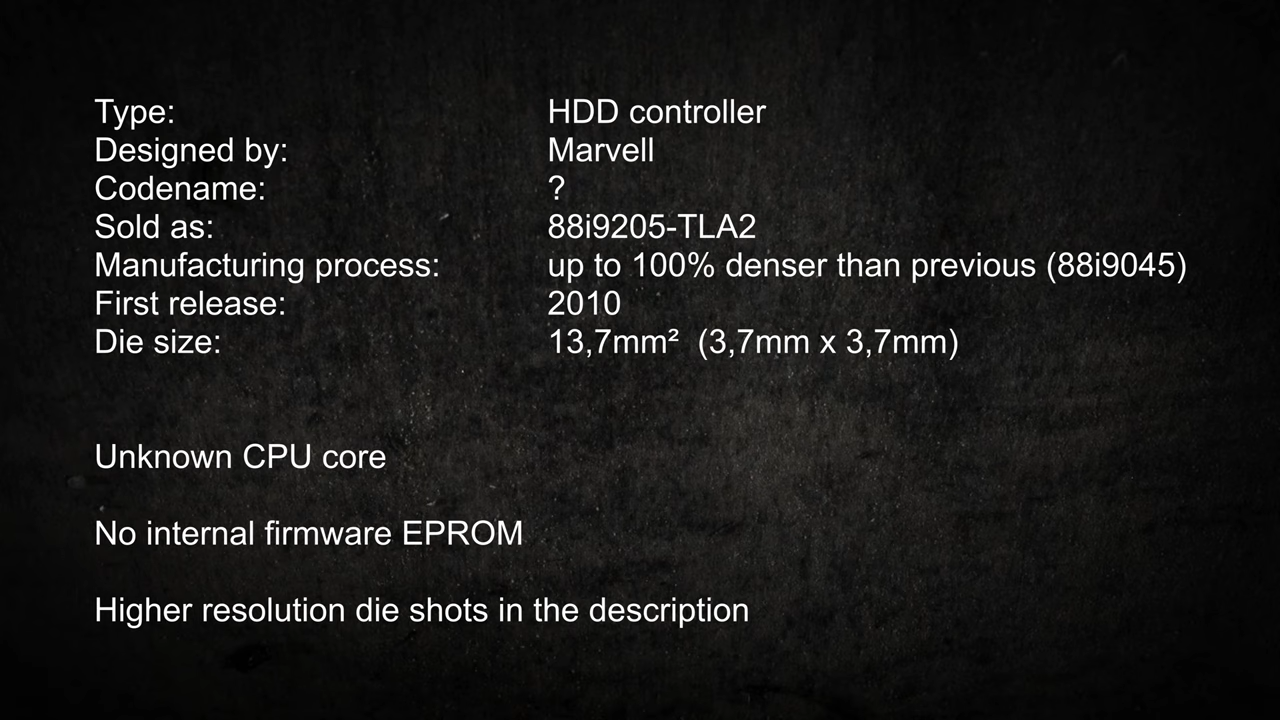 Type: HDD controller
Designed by: Marvell
Codename: ?
Sold as: 88i9205-TLA2
Manufacturing process: up to 100% denser than previous (88i9045)
First release: 2010
Die size: 13,7mm² (3,7mm x 3,7mm)
Unknown CPU core
No internal firmware EPROM
Higher resolution die shots in the description